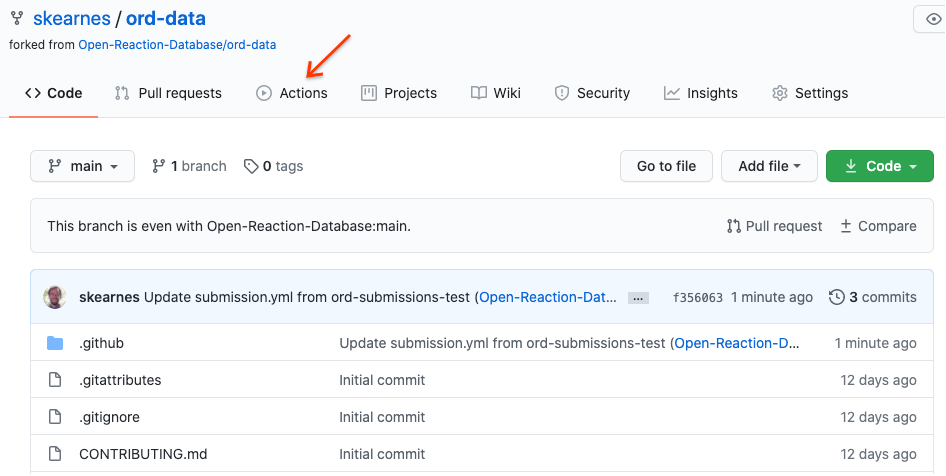 skearnes / ord-data
forked from Open-Reaction-Database/ord-data
Code Pull requests Actions Projects Wiki Security Insights Settings
main 1 branch 0 tags Go to file Add file Code
This branch is even with Open-Reaction-Database:main. Pull request Compare
skearnes Update submission.yml from ord-submissions-test (Open-Reaction-Dat... ... f356063 1 minute ago 3 commits
.github Update submission.yml from ord-submissions-test (Open-Reaction-D... 1 minute ago
.gitattributes Initial commit 12 days ago
.gitignore Initial commit 12 days ago
CONTRIBUTING.md Initial commit 12 days ago